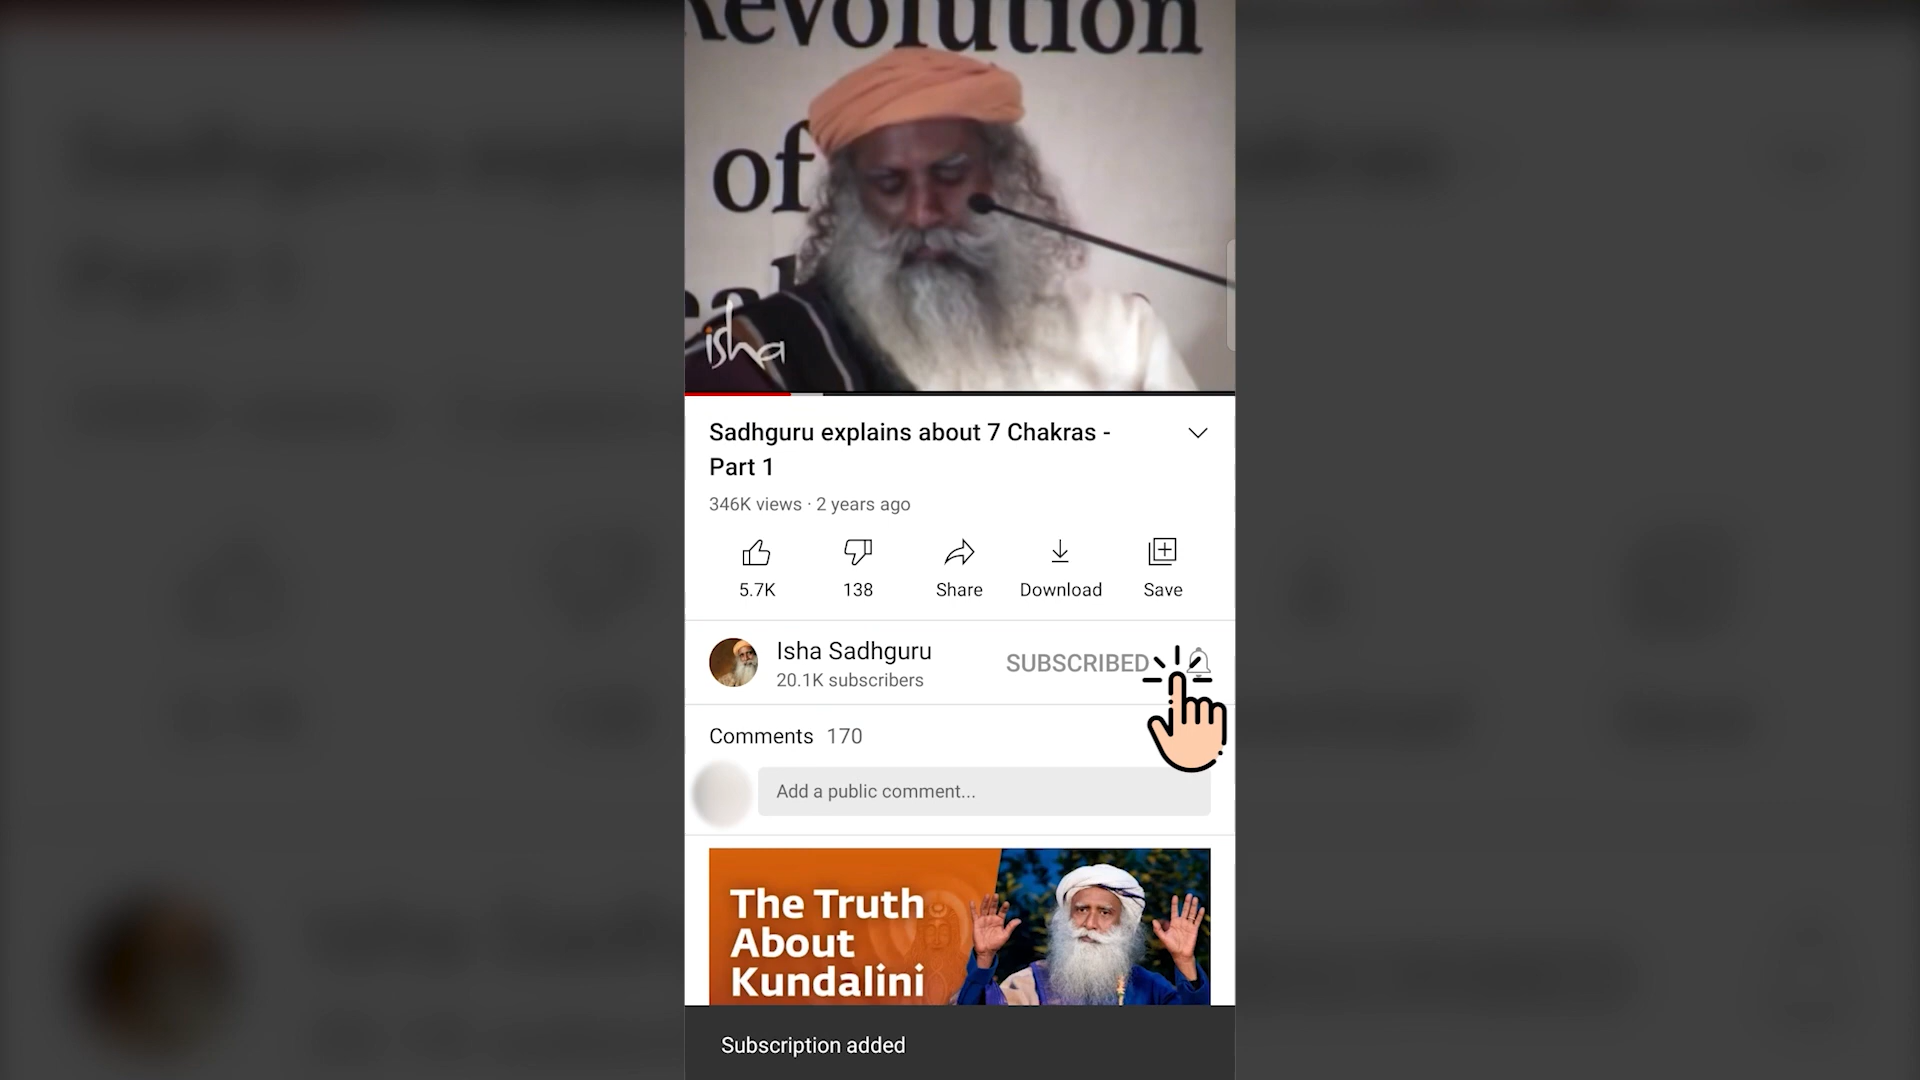 Revolution
of
isha
Sadhguru explains about 7 Chakras -
Part 1
346K views · 2 years ago
5.7K
138
Share
Download
Save
Isha Sadhguru
20.1K subscribers
SUBSCRIBED
Comments 170
Add a public comment...
The Truth
About
Kundalini
Subscription added